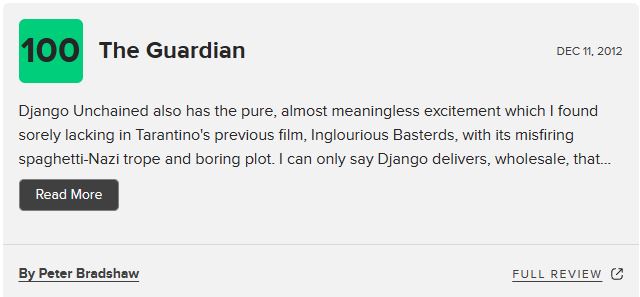 100 The Guardian DEC 11, 2012
Django Unchained also has the pure, almost meaningless excitement which I found
sorely lacking in Tarantino's previous film, Inglourious Basterds, with its misfiring
spaghetti-Nazi trope and boring plot. I can only say Django delivers, wholesale, that...
Read More
By Peter Bradshaw FULL REVIEW